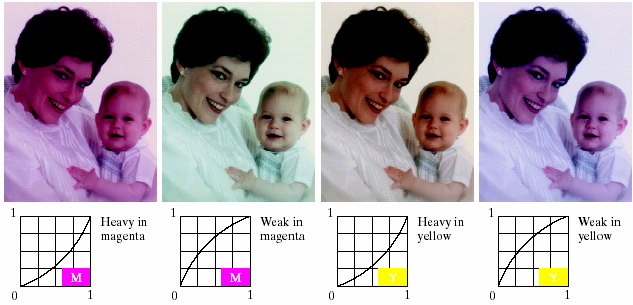 1
Heavy in
magenta
M
0
1
1
Weak in
magenta
M
0
1
1
Heavy in
yellow
Y
0
1
1
Weak in
yellow
Y
0
1